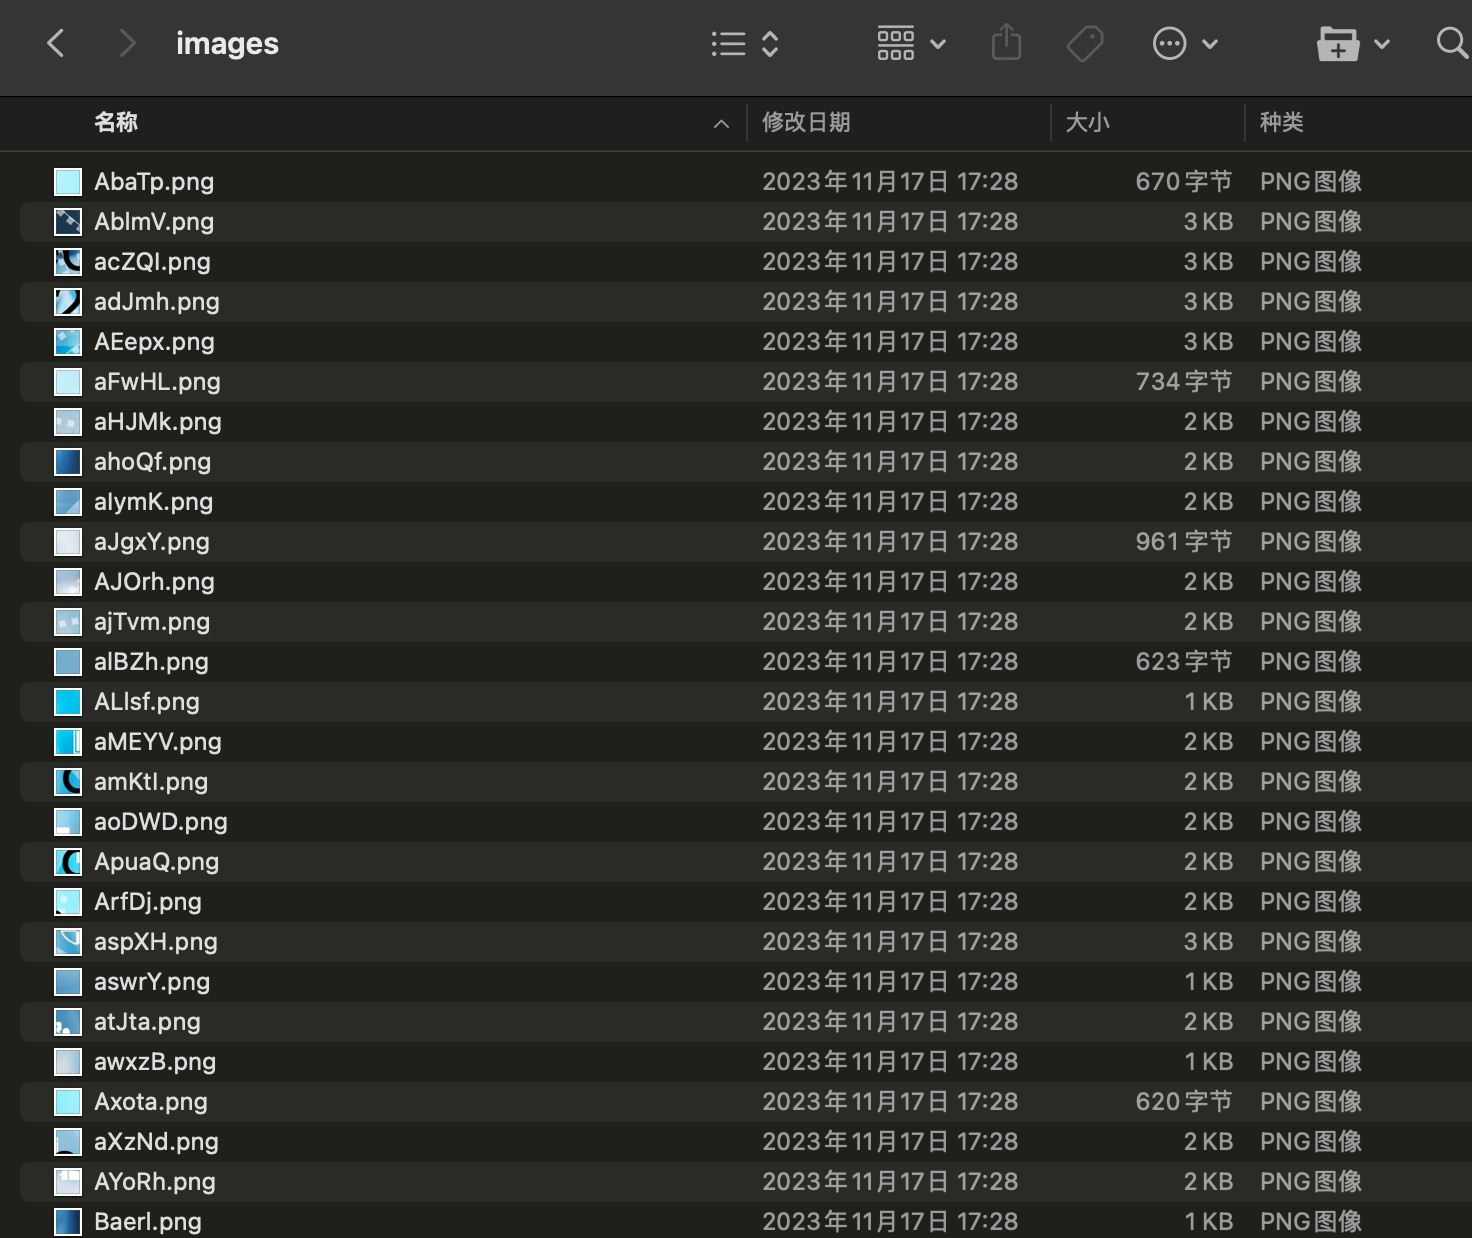 images
名称 修改日期 大小 种类
AbaTp.png 2023年11月17日 17:28 670字节 PNG图像
AblmV.png 2023年11月17日 17:28 3 KB PNG图像
acZQI.png 2023年11月17日 17:28 3 KB PNG图像
adJmh.png 2023年11月17日 17:28 3 KB PNG图像
AEepx.png 2023年11月17日 17:28 3 KB PNG图像
aFwHL.png 2023年11月17日 17:28 734字节 PNG图像
aHJMk.png 2023年11月17日 17:28 2 KB PNG图像
ahoQf.png 2023年11月17日 17:28 2 KB PNG图像
alymK.png 2023年11月17日 17:28 2 KB PNG图像
aJgxY.png 2023年11月17日 17:28 961字节 PNG图像
AJOrh.png 2023年11月17日 17:28 2 KB PNG图像
ajTvm.png 2023年11月17日 17:28 2 KB PNG图像
alBZh.png 2023年11月17日 17:28 623字节 PNG图像
ALlsf.png 2023年11月17日 17:28 1 KB PNG图像
aMEYV.png 2023年11月17日 17:28 2 KB PNG图像
amKtI.png 2023年11月17日 17:28 2 KB PNG图像
aoDWD.png 2023年11月17日 17:28 2 KB PNG图像
ApuaQ.png 2023年11月17日 17:28 2 KB PNG图像
ArfDj.png 2023年11月17日 17:28 2 KB PNG图像
aspXH.png 2023年11月17日 17:28 3 KB PNG图像
aswrY.png 2023年11月17日 17:28 1 KB PNG图像
atJta.png 2023年11月17日 17:28 2 KB PNG图像
awxzB.png 2023年11月17日 17:28 1 KB PNG图像
Axota.png 2023年11月17日 17:28 620字节 PNG图像
aXzNd.png 2023年11月17日 17:28 2 KB PNG图像
AYoRh.png 2023年11月17日 17:28 2 KB PNG图像
Baerl.png 2023年11月17日 17:28 1 KB PNG图像